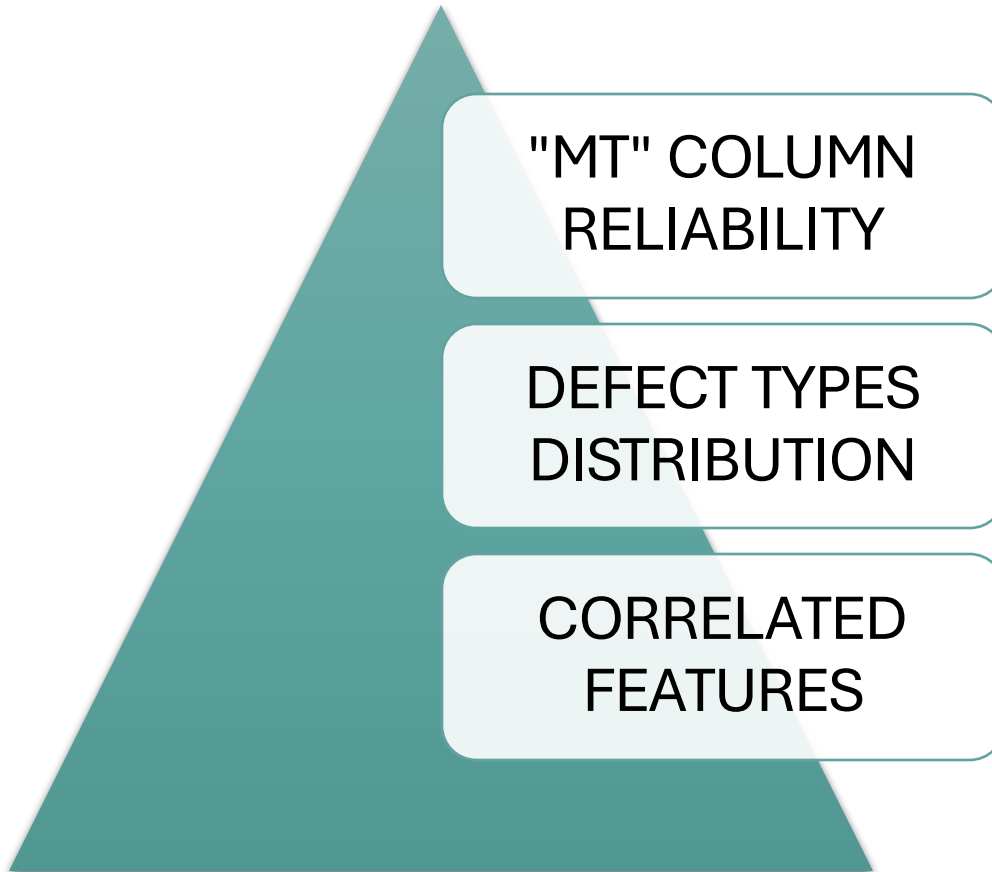 "MT" COLUMN
RELIABILITY
DEFECT TYPES
DISTRIBUTION
CORRELATED
FEATURES